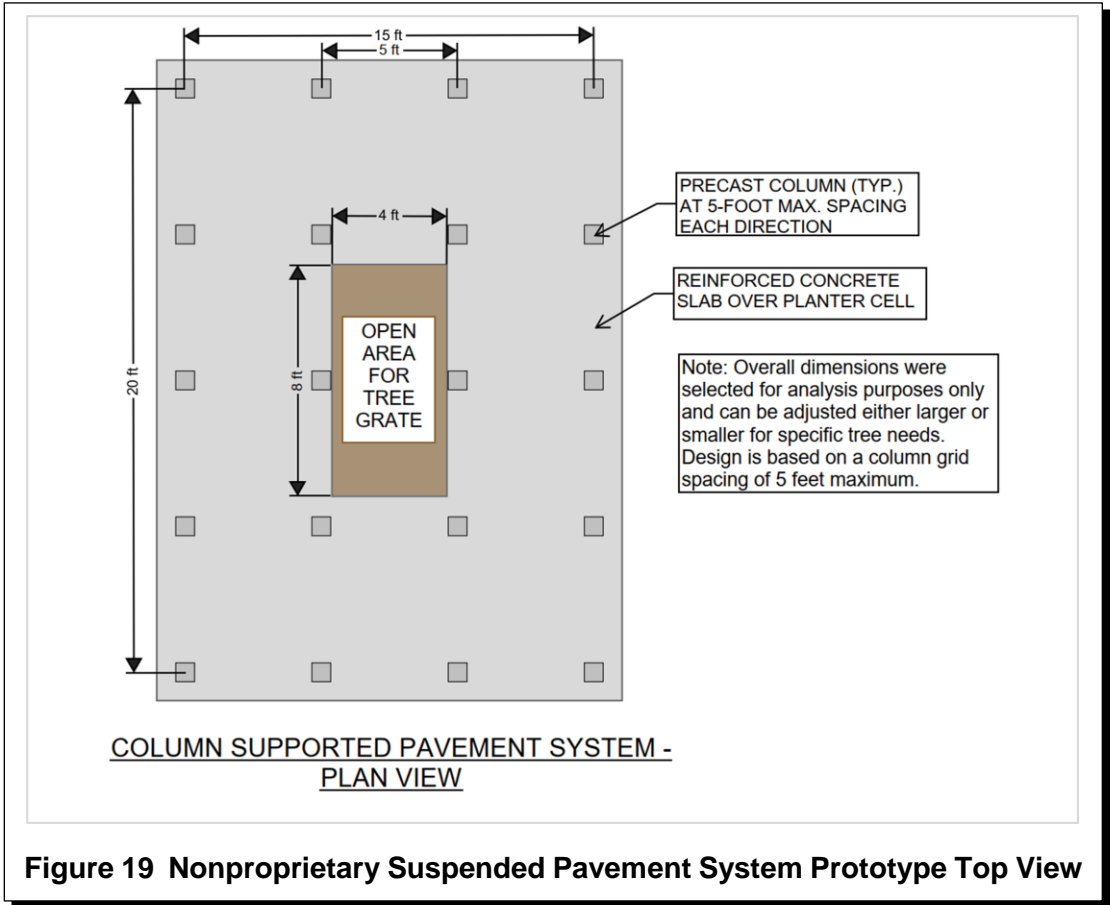 15 ft
5 ft
PRECAST COLUMN (TYP.)
AT 5-FOOT MAX. SPACING
EACH DIRECTION
4 ft
REINFORCED CONCRETE
SLAB OVER PLANTER CELL
20 ft
8 ft
OPEN
AREA
FOR
TREE
GRATE
Note: Overall dimensions were
selected for analysis purposes only
and can be adjusted either larger or
smaller for specific tree needs.
Design is based on a column grid
spacing of 5 feet maximum.
COLUMN SUPPORTED PAVEMENT SYSTEM -
PLAN VIEW
Figure 19 Nonproprietary Suspended Pavement System Prototype Top View